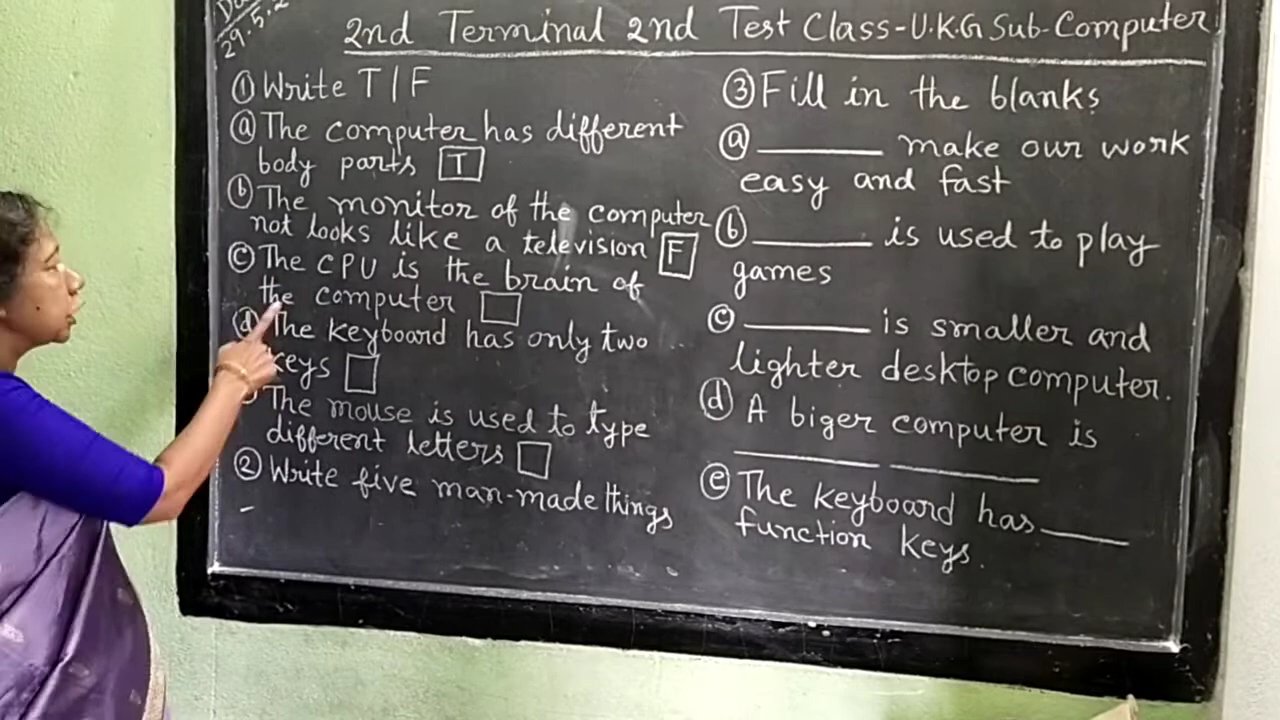 29.5.2
2nd Terminal 2nd Test Class-U.K.G Sub-Computer
① Write T/F
ⓐ The computer has different
body parts T
ⓑ The monitor of the computer
not looks like a television F
ⓒ The CPU is the brain of
the computer
ⓓ The keyboard has only two
keys
The mouse is used to type
different letters
② Write five man-made things
-
③ Fill in the blanks
ⓐ ______ make our work
easy and fast
ⓑ ______ is used to play
games
ⓒ ______ is smaller and
lighter desktop computer.
ⓓ A biger computer is
______ ______
ⓔ The keyboard has ______
function keys.